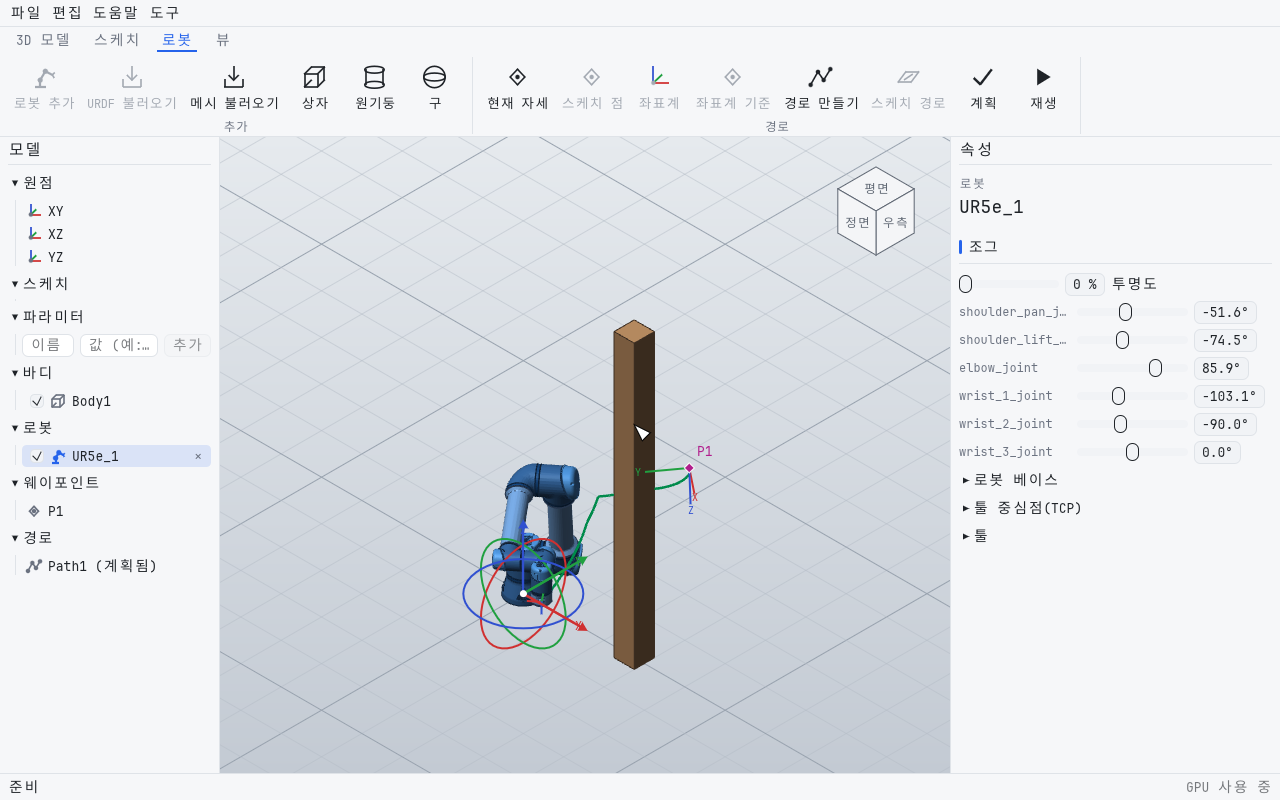 파일 편집 도움말 도구
3D 모델 스케치 로봇 뷰
로봇 추가 URDF 불러오기 메시 불러오기 상자 원기둥 구 현재 자세 스케치 점 좌표계 좌표계 기준 경로 만들기 스케치 경로 계획 재생
추가 경로
모델
원점
XY
XZ
YZ
스케치
파라미터
이름 값 (예:… 추가
바디
Body1
로봇
UR5e_1 ×
웨이포인트
P1
경로
Path1 (계획됨)
평면
정면 우측
P1
Y
X
Z
속성
로봇
UR5e_1
조그
0 % 투명도
shoulder_pan_j… -51.6°
shoulder_lift_… -74.5°
elbow_joint 85.9°
wrist_1_joint -103.1°
wrist_2_joint -90.0°
wrist_3_joint 0.0°
로봇 베이스
툴 중심점(TCP)
툴
준비 GPU 사용 중